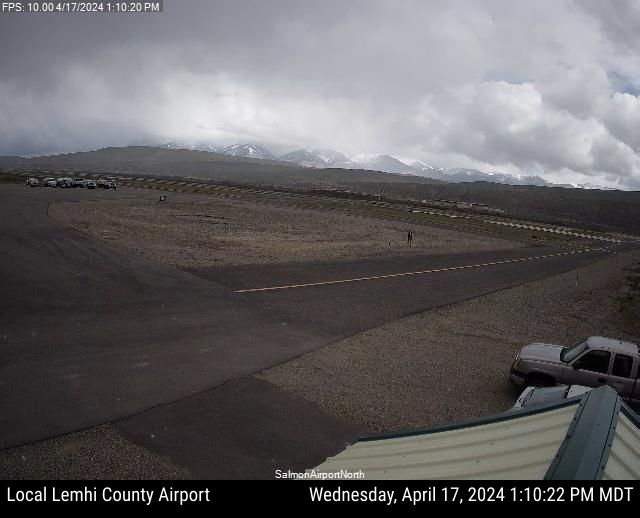 FPS: 10.00 4/17/2024 1:10:20 PM
SalmonAirportNorth
Local Lemhi County Airport Wednesday, April 17, 2024 1:10:22 PM MDT